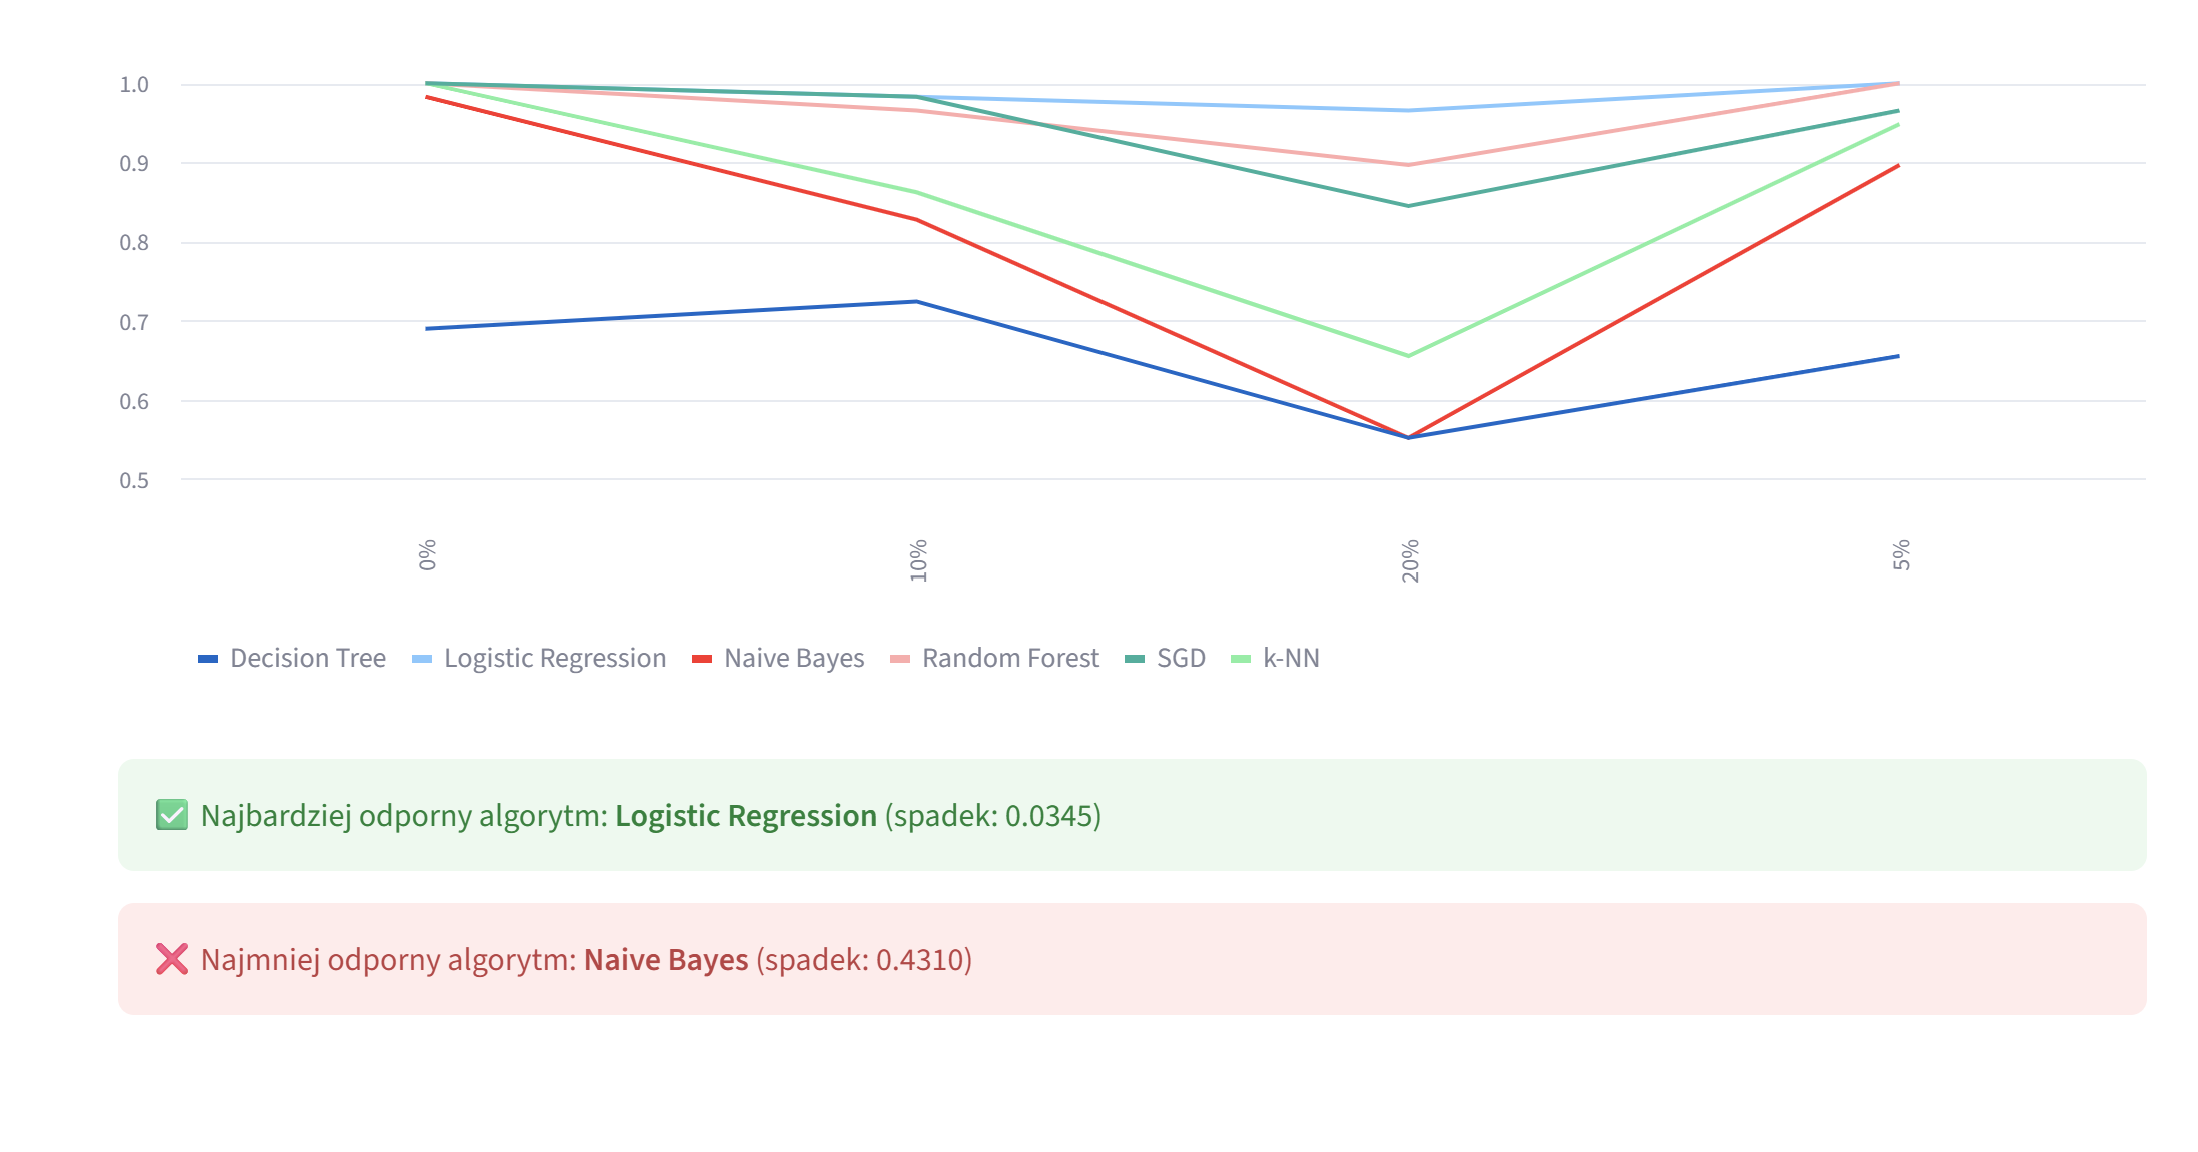 1.0
0.9
0.8
0.7
0.6
0.5
0% 10% 20% 5%
Decision Tree Logistic Regression Naive Bayes Random Forest SGD k-NN
✅ Najbardziej odporny algorytm: Logistic Regression (spadek: 0.0345)
❌ Najmniej odporny algorytm: Naive Bayes (spadek: 0.4310)